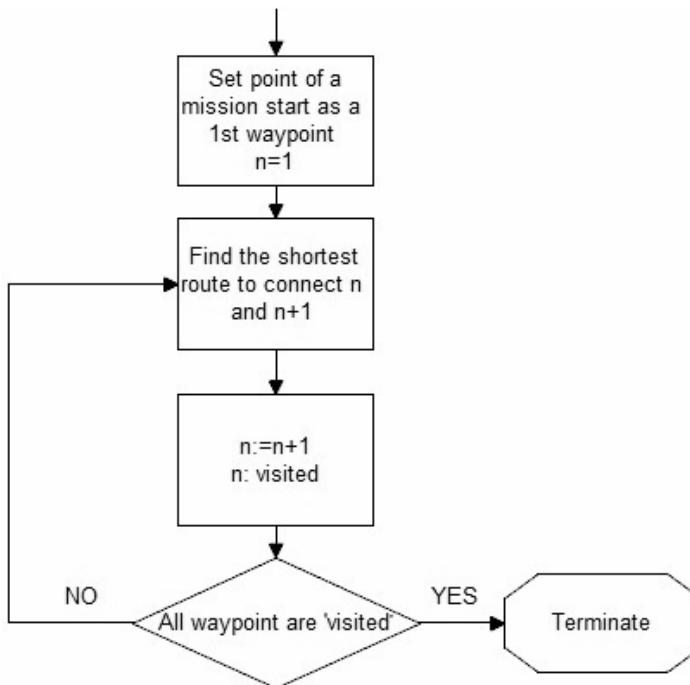 Set point of a
mission start as a
1st waypoint
n=1
Find the shortest
route to connect n
and n+1
n:=n+1
n: visited
All waypoint are 'visited'
NO
YES
Terminate